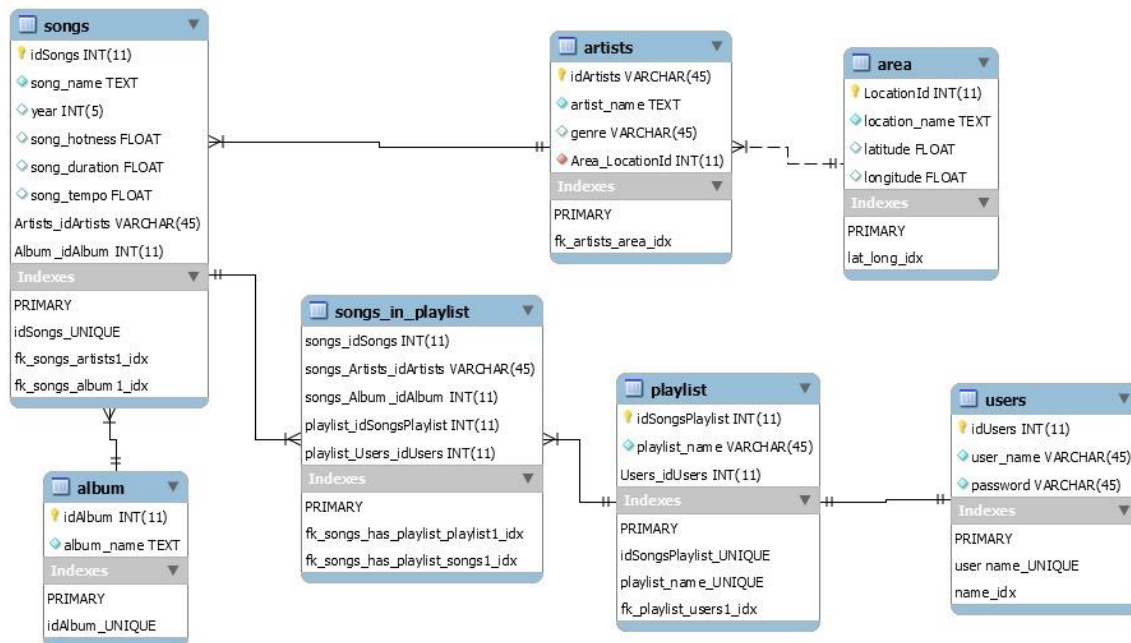 songs
idSongs INT(11)
song_name TEXT
year INT(5)
song_hotness FLOAT
song_duration FLOAT
song_tempo FLOAT
Artists_idArtists VARCHAR(45)
Album_idAlbum INT(11)
Indexes
PRIMARY
idSongs_UNIQUE
fk_songs_artists1_idx
fk_songs_album1_idx
artists
idArtists VARCHAR(45)
artist_name TEXT
genre VARCHAR(45)
Area_LocationId INT(11)
Indexes
PRIMARY
fk_artists_area_idx
area
LocationId INT(11)
location_name TEXT
latitude FLOAT
longitude FLOAT
Indexes
PRIMARY
lat_long_idx
songs_in_playlist
songs_idSongs INT(11)
songs_Artists_idArtists VARCHAR(45)
songs_Album_idAlbum INT(11)
playlist_idSongsPlaylist INT(11)
playlist_Users_idUsers INT(11)
Indexes
PRIMARY
fk_songs_has_playlist_playlist1_idx
fk_songs_has_playlist_songs1_idx
playlist
idSongsPlaylist INT(11)
playlist_name VARCHAR(45)
Users_idUsers INT(11)
Indexes
PRIMARY
idSongsPlaylist_UNIQUE
playlist_name_UNIQUE
fk_playlist_users1_idx
users
idUsers INT(11)
user_name VARCHAR(45)
password VARCHAR(45)
Indexes
PRIMARY
user name_UNIQUE
name_idx
album
idAlbum INT(11)
album_name TEXT
Indexes
PRIMARY
idAlbum_UNIQUE